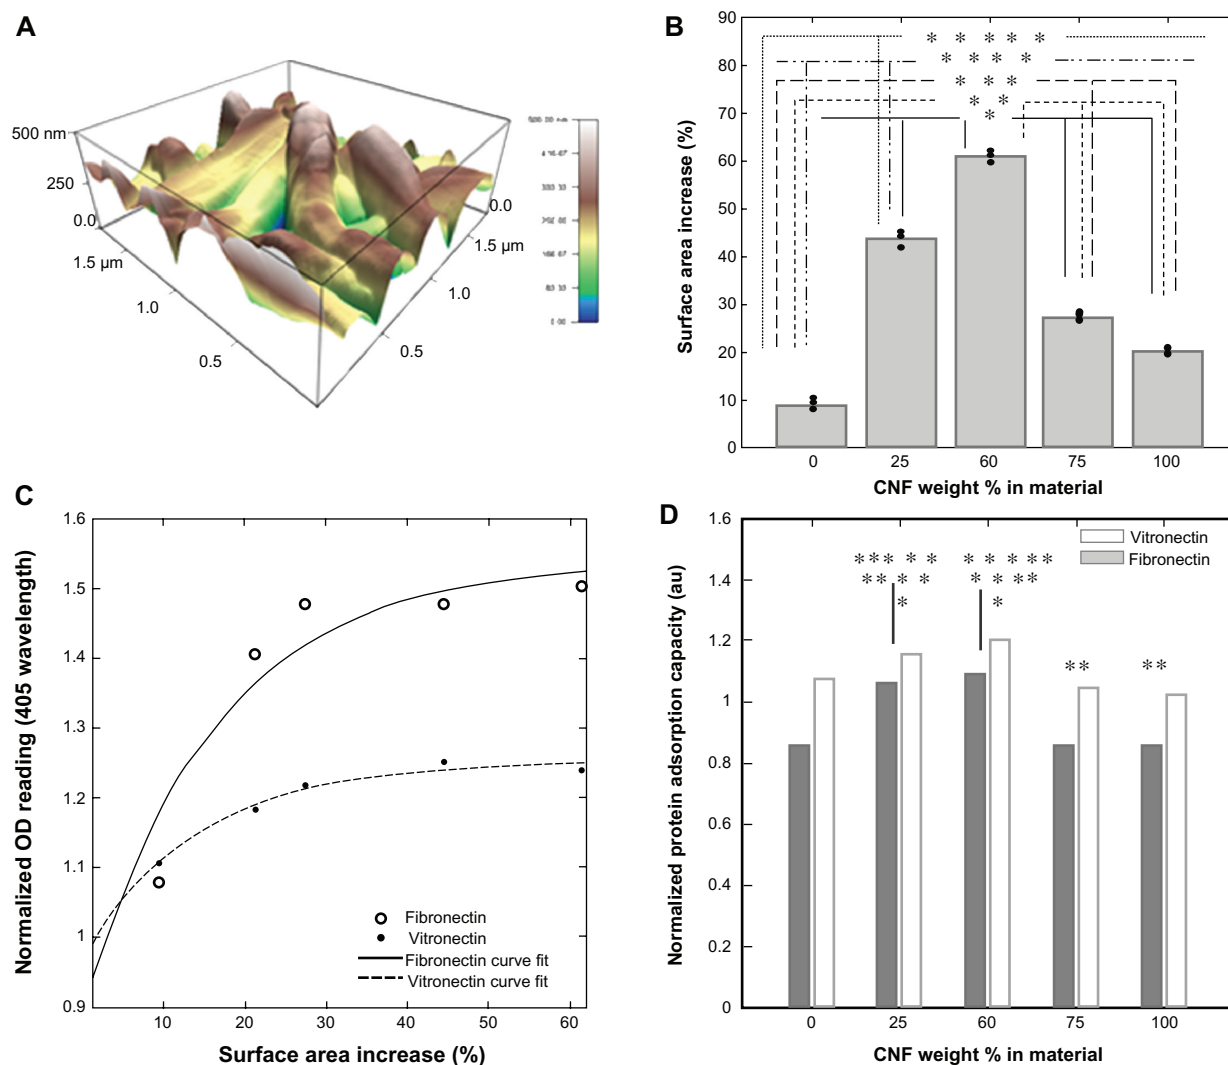 A
500 nm
250
0.0
1.5 µm
1.0
0.5
0.0
1.5 µm
1.0
0.5
B
Surface area increase (%)
90
80
70
60
50
40
30
20
10
0
* * * * *
* * * *
* * *
* *
*
0 25 60 75 100
CNF weight % in material
C
Normalized OD reading (405 wavelength)
1.6
1.5
1.4
1.3
1.2
1.1
1
0.9
Fibronectin
Vitronectin
Fibronectin curve fit
Vitronectin curve fit
10 20 30 40 50 60
Surface area increase (%)
D
Normalized protein adsorption capacity (au)
1.6
1.4
1.2
1
0.8
0.6
0.4
0.2
0
Vitronectin
Fibronectin
*** * * * * * **
** * * * * **
* *
** **
0 25 60 75 100
CNF weight % in material